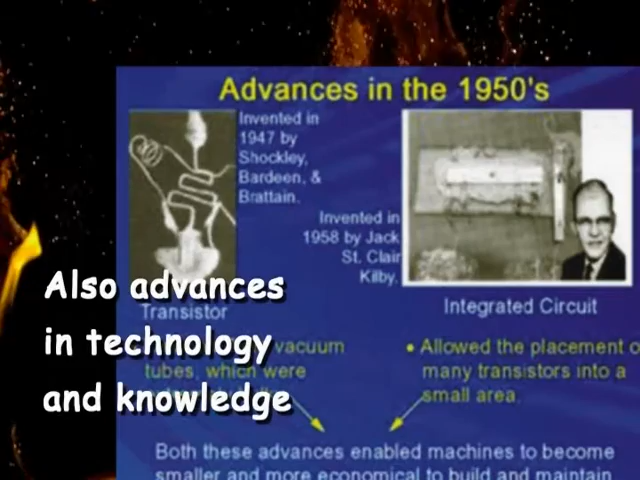 Advances in the 1950's
Invented in
1947 by
Shockley,
Bardeen, &
Brattain.
Invented in
1958 by Jack
St. Clair
Kilby.
Transistor
Integrated Circuit
vacuum
tubes, which were
• Allowed the placement
many transistors into a
small area.
Both these advances enabled machines to become
smaller and more economical to build and maintain
Also advances
in technology
and knowledge